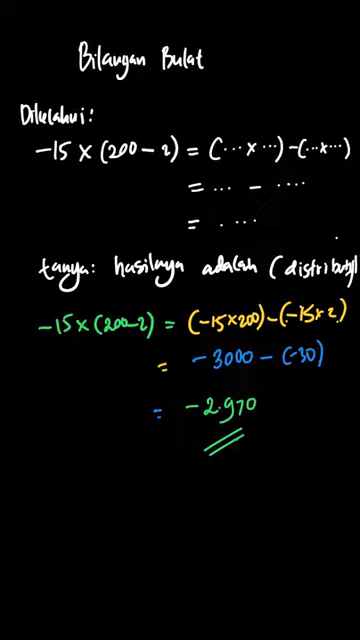 Bilangan Bulat
Diketahui:
-15 × (200 - 2) = (... × ...) - (... × ...)
= ... - ....
= ....
tanya: hasilnya adalah (distributif
-15 × (200-2) = (-15 × 200) - (-15 × 2)
= -3000 - (-30)
= -2.970